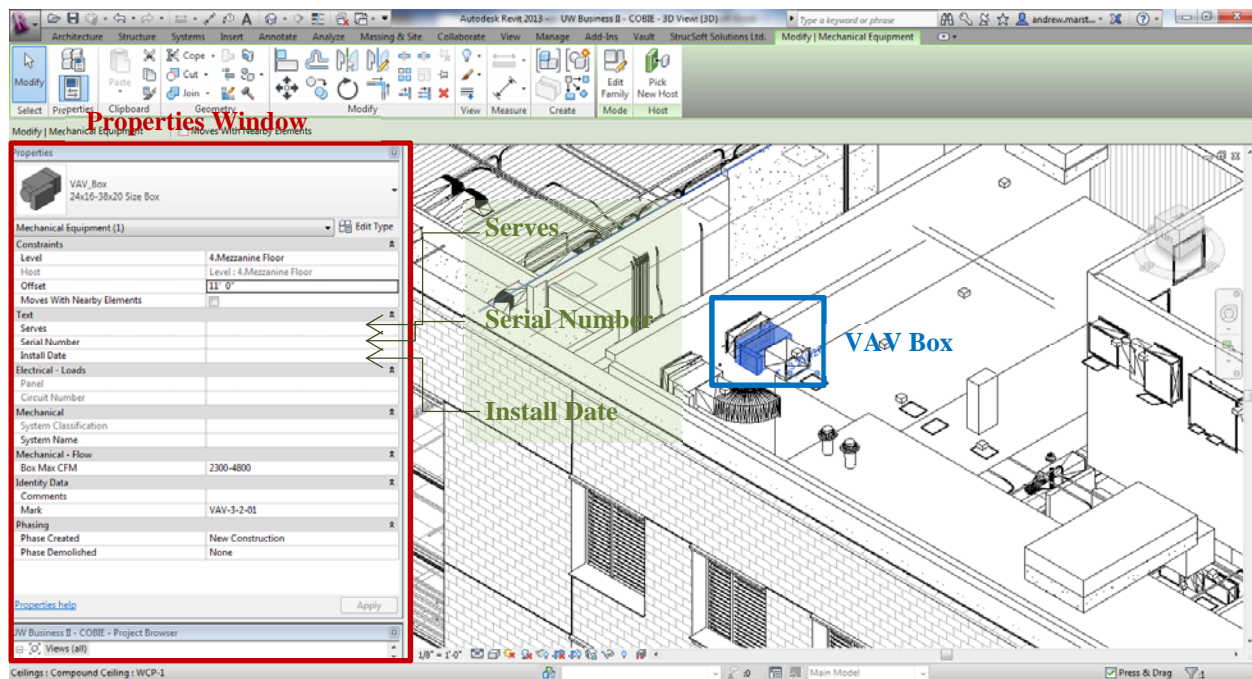 Autodesk Revit 2013 - UW Business II - COBIE - 3D View: {3D}
Type a keyword or phrase
andrew.marst...
Architecture Structure Systems Insert Annotate Analyze Massing & Site Collaborate View Manage Add-Ins Vault StrucSoft Solutions Ltd. Modify | Mechanical Equipment
Modify
Paste
Cope
Cut
Join
Edit Family
Pick New Host
Select Properties Clipboard Geometry Modify View Measure Create Mode Host
Properties Window
Modify | Mechanical Equipment Moves With Nearby Elements
Properties
VAV_Box
24x16-38x20 Size Box
Mechanical Equipment (1) Edit Type
Constraints
Level 4.Mezzanine Floor
Host Level : 4.Mezzanine Floor
Offset 11' 0"
Moves With Nearby Elements
Text
Serves
Serial Number
Install Date
Electrical - Loads
Panel
Circuit Number
Mechanical
System Classification
System Name
Mechanical - Flow
Box Max CFM 2300-4800
Identity Data
Comments
Mark VAV-3-2-01
Phasing
Phase Created New Construction
Phase Demolished None
Properties help Apply
UW Business II - COBIE - Project Browser
Views (all)
Serves
Serial Number
Install Date
VAV Box
1/8" = 1'-0"
Ceilings : Compound Ceiling : WCP-1
:0 Main Model Press & Drag :1